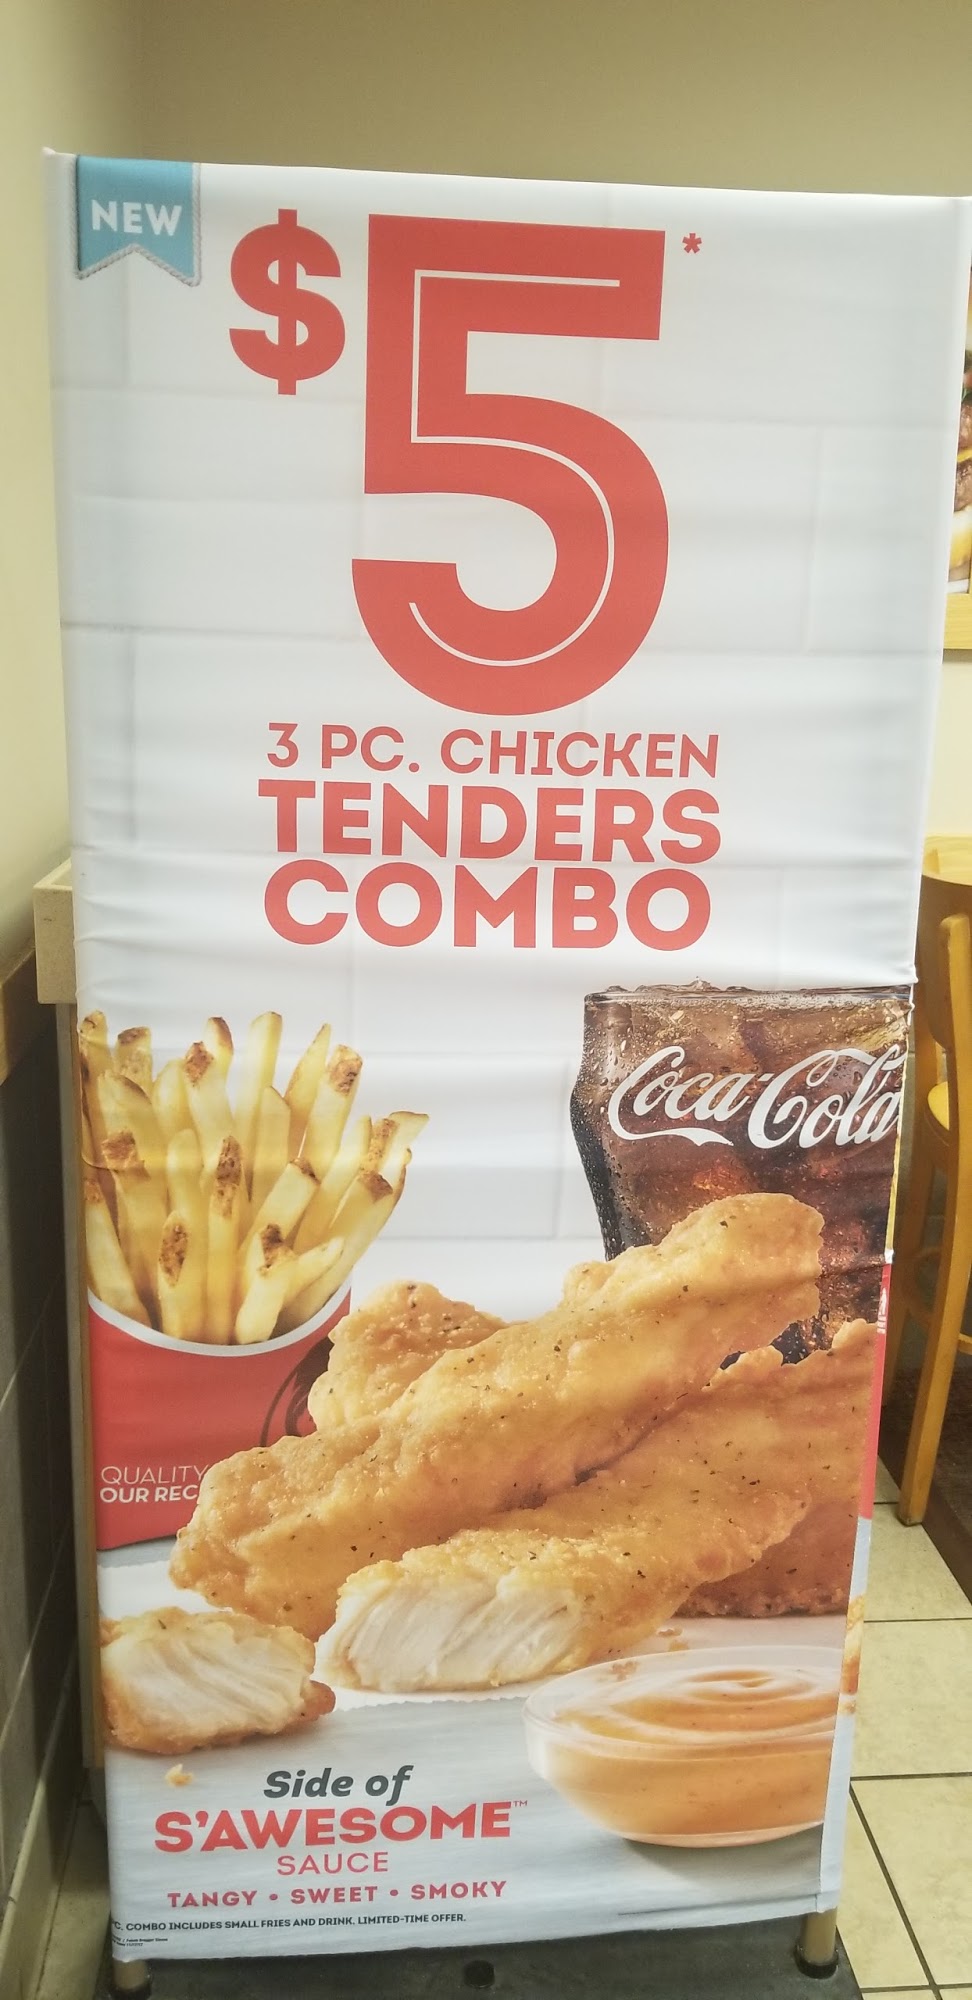 NEW
$5*
3 PC. CHICKEN
TENDERS
COMBO
Coca-Cola
QUALITY
OUR REC
Side of
S'AWESOME™
SAUCE
TANGY • SWEET • SMOKY
C. COMBO INCLUDES SMALL FRIES AND DRINK. LIMITED-TIME OFFER.